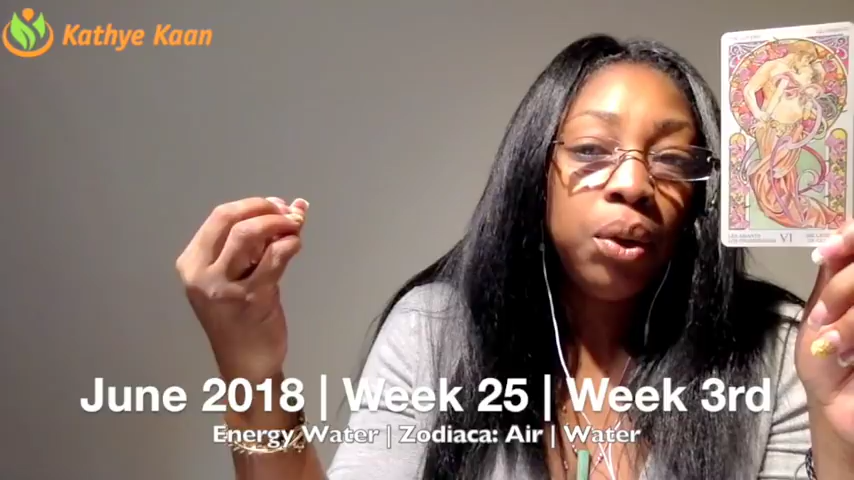 Kathye Kaan
VI
June 2018 | Week 25 | Week 3rd
Energy Water | Zodiaca: Air | Water